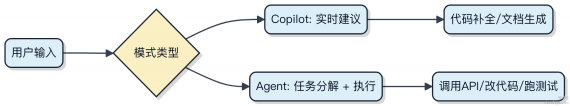 用户输入
模式类型
Copilot: 实时建议
代码补全/文档生成
Agent: 任务分解 + 执行
调用API/改代码/跑测试